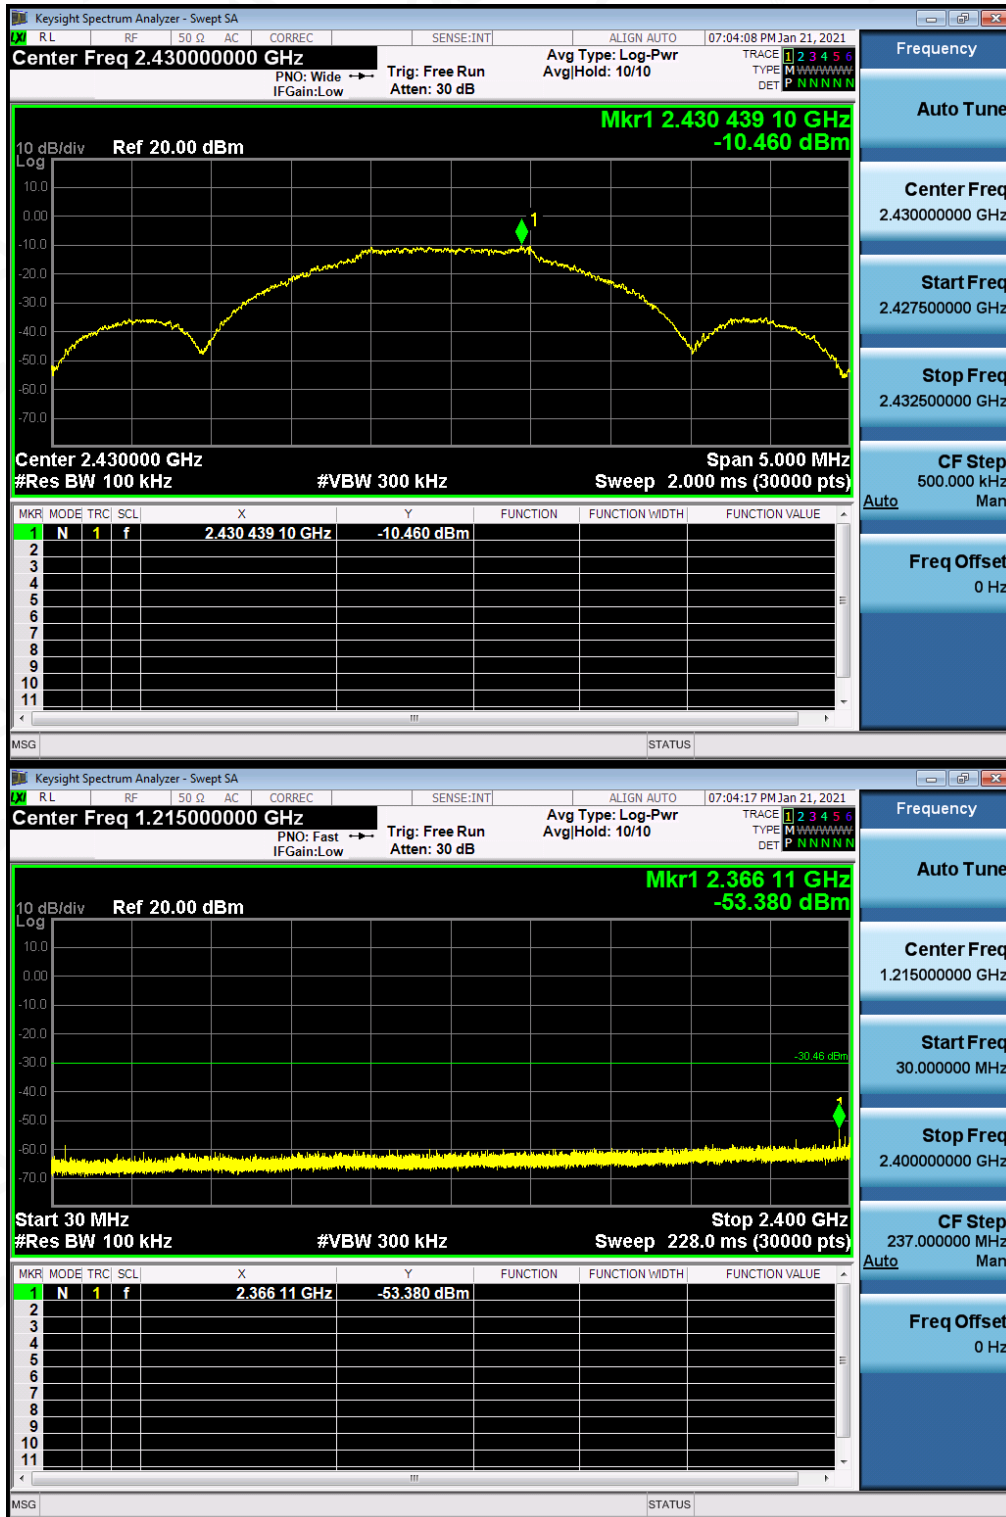 Keysight Spectrum Analyzer - Swept SA
LXI RL RF 50 Ω AC CORREC SENSE:INT ALIGN AUTO 07:04:08 PM Jan 21, 2021
Center Freq 2.430000000 GHz
PNO: Wide
IFGain:Low
Trig: Free Run
Atten: 30 dB
Avg Type: Log-Pwr
Avg|Hold: 10/10
TRACE 1 2 3 4 5 6
TYPE M WWWWW
DET P N N N N N
Mkr1 2.430 439 10 GHz
-10.460 dBm
10 dB/div Ref 20.00 dBm
Log
10.0
0.00
-10.0
-20.0
-30.0
-40.0
-50.0
-60.0
-70.0
1
Center 2.430000 GHz Span 5.000 MHz
#Res BW 100 kHz #VBW 300 kHz Sweep 2.000 ms (30000 pts)
MKR MODE TRC SCL X Y FUNCTION FUNCTION WIDTH FUNCTION VALUE
1 N 1 f 2.430 439 10 GHz -10.460 dBm
2
3
4
5
6
7
8
9
10
11
MSG STATUS
Frequency
Auto Tune
Center Freq
2.430000000 GHz
Start Freq
2.427500000 GHz
Stop Freq
2.432500000 GHz
CF Step
500.000 kHz
Auto Man
Freq Offset
0 Hz
Keysight Spectrum Analyzer - Swept SA
LXI RL RF 50 Ω AC CORREC SENSE:INT ALIGN AUTO 07:04:17 PM Jan 21, 2021
Center Freq 1.215000000 GHz
PNO: Fast
IFGain:Low
Trig: Free Run
Atten: 30 dB
Avg Type: Log-Pwr
Avg|Hold: 10/10
TRACE 1 2 3 4 5 6
TYPE M WWWWW
DET P N N N N N
Mkr1 2.366 11 GHz
-53.380 dBm
10 dB/div Ref 20.00 dBm
Log
10.0
0.00
-10.0
-20.0
-30.0
-40.0
-50.0
-60.0
-70.0
-30.46 dBm
1
Start 30 MHz Stop 2.400 GHz
#Res BW 100 kHz #VBW 300 kHz Sweep 228.0 ms (30000 pts)
MKR MODE TRC SCL X Y FUNCTION FUNCTION WIDTH FUNCTION VALUE
1 N 1 f 2.366 11 GHz -53.380 dBm
2
3
4
5
6
7
8
9
10
11
MSG STATUS
Frequency
Auto Tune
Center Freq
1.215000000 GHz
Start Freq
30.000000 MHz
Stop Freq
2.400000000 GHz
CF Step
237.000000 MHz
Auto Man
Freq Offset
0 Hz